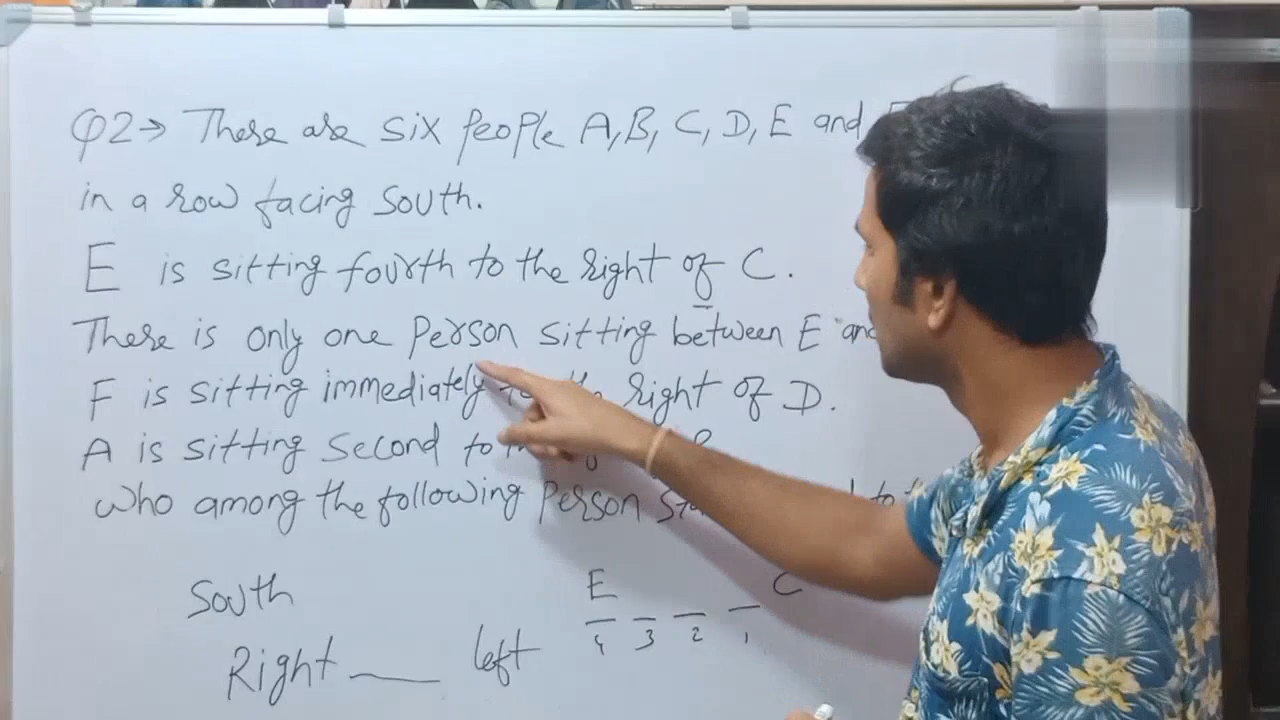 Q2→ There are six people A, B, C, D, E and
in a row facing south.
E is sitting fourth to the right of C.
There is only one person sitting between E and
F is sitting immediately to the right of D.
A is sitting second to
who among the following person
South
Right ___ left
E C
4 3 2 1